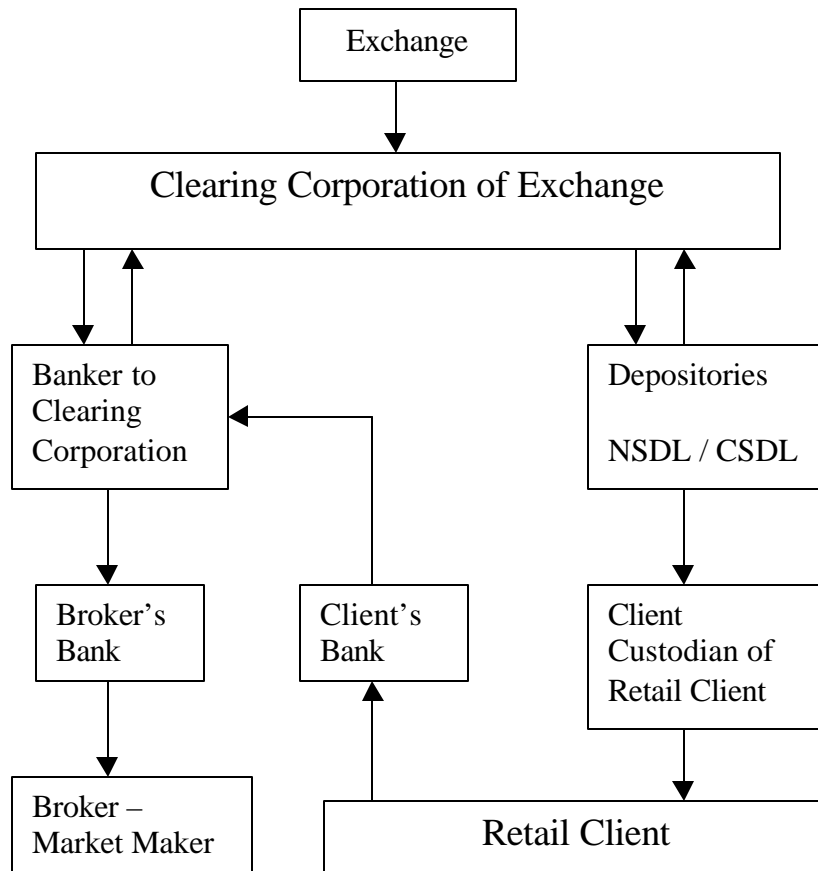 Exchange
Clearing Corporation of Exchange
Banker to
Clearing
Corporation
Depositories
NSDL / CSDL
Broker’s
Bank
Client’s
Bank
Client
Custodian of
Retail Client
Broker –
Market Maker
Retail Client